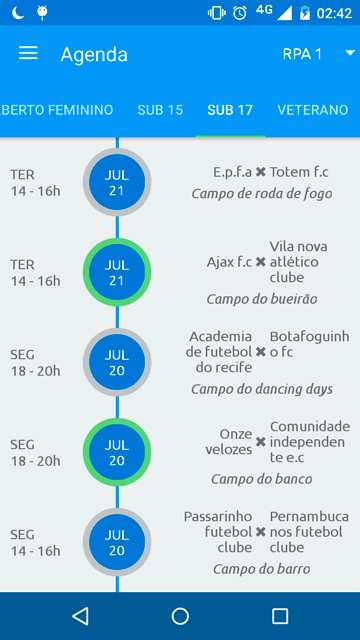 4G 02:42
Agenda RPA 1
BERTO FEMININO SUB 15 SUB 17 VETERANO
TER
14 - 16h
JUL
21
E.p.f.a ✖ Totem f.c
Campo de roda de fogo
TER
14 - 16h
JUL
21
Ajax f.c ✖ Vila nova
atlético
clube
Campo do bueirão
SEG
18 - 20h
JUL
20
Academia
de futebol
do recife
✖
Botafoguinh
o fc
Campo do dancing days
SEG
18 - 20h
JUL
20
Onze
velozes
✖
Comunidade
independen
te e.c
Campo do banco
SEG
14 - 16h
JUL
20
Passarinho
futebol
clube
✖
Pernambuca
nos futebol
clube
Campo do barro